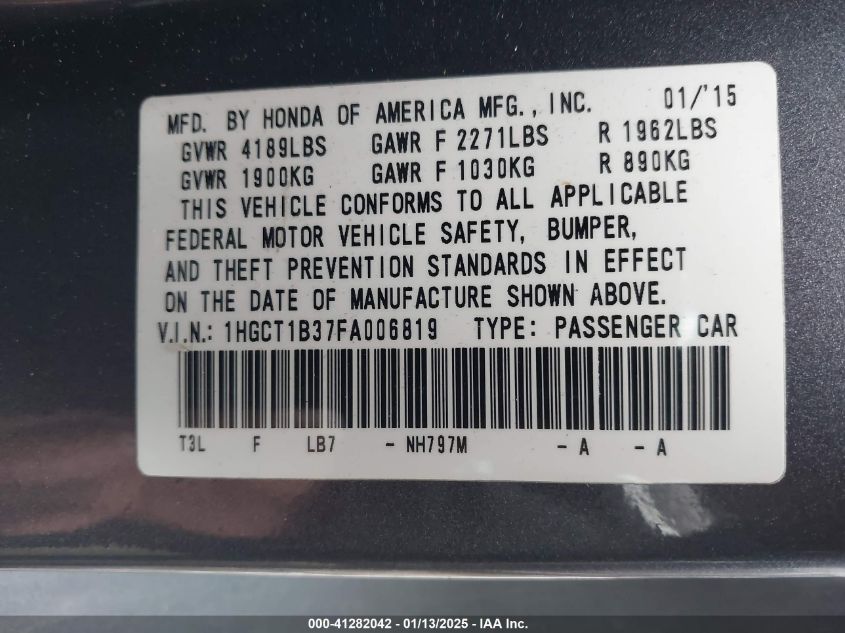 MFD. BY HONDA OF AMERICA MFG., INC. 01/'15
GVWR 4189LBS GAWR F 2271LBS R 1962LBS
GVWR 1900KG GAWR F 1030KG R 890KG
THIS VEHICLE CONFORMS TO ALL APPLICABLE
FEDERAL MOTOR VEHICLE SAFETY, BUMPER,
AND THEFT PREVENTION STANDARDS IN EFFECT
ON THE DATE OF MANUFACTURE SHOWN ABOVE.
V.I.N.: 1HGCT1B37FA006819 TYPE: PASSENGER CAR
T3L F LB7 - NH797M - A - A
000-41282042 - 01/13/2025 - IAA Inc.